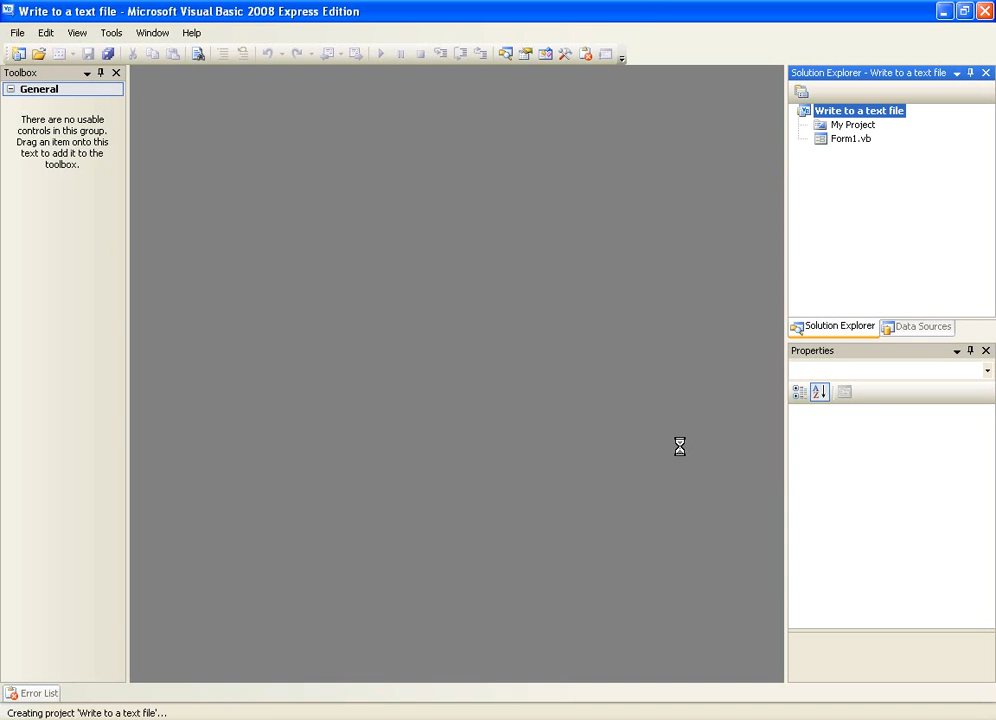 Write to a text file - Microsoft Visual Basic 2008 Express Edition
File Edit View Tools Window Help
Toolbox
General
There are no usable
controls in this group.
Drag an item onto this
text to add it to the
toolbox.
Solution Explorer - Write to a text file
Write to a text file
My Project
Form1.vb
Solution Explorer Data Sources
Properties
Error List
Creating project 'Write to a text file'...